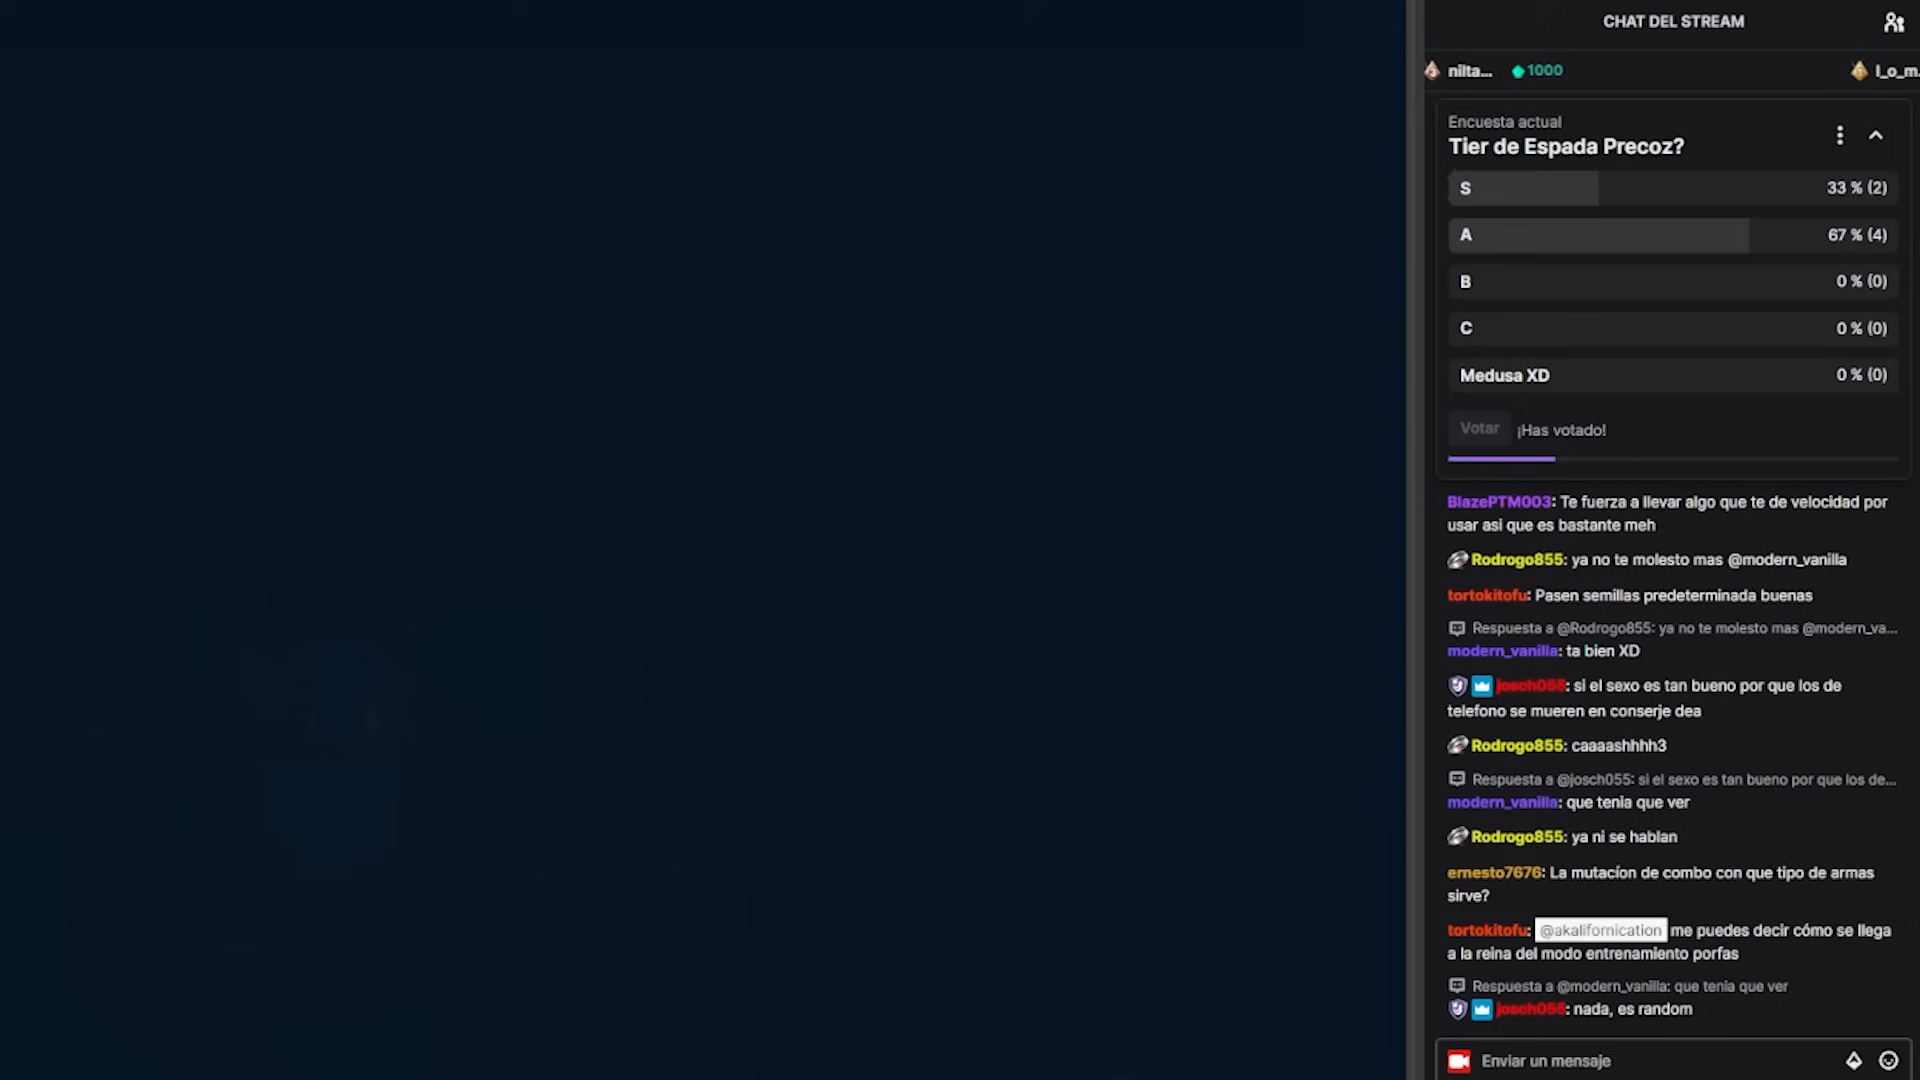 CHAT DEL STREAM
nilta... 1000 l_o_m.
Encuesta actual
Tier de Espada Precoz?
S 33 % (2)
A 67 % (4)
B 0 % (0)
C 0 % (0)
Medusa XD 0 % (0)
Votar ¡Has votado!
BlazePTM003: Te fuerza a llevar algo que te de velocidad por
usar asi que es bastante meh
Rodrogo855: ya no te molesto mas @modern_vanilla
tortokitofu: Pasen semillas predeterminada buenas
Respuesta a @Rodrogo855: ya no te molesto mas @modern_va...
modern_vanilla: ta bien XD
josch055: si el sexo es tan bueno por que los de
telefono se mueren en conserje dea
Rodrogo855: caaaashhhh3
Respuesta a @josch055: si el sexo es tan bueno por que los de...
modern_vanilla: que tenia que ver
Rodrogo855: ya ni se hablan
ernesto7676: La mutacíon de combo con que tipo de armas
sirve?
tortokitofu: @akalifornication me puedes decir cómo se llega
a la reina del modo entrenamiento porfas
Respuesta a @modern_vanilla: que tenia que ver
josch055: nada, es random
Enviar un mensaje